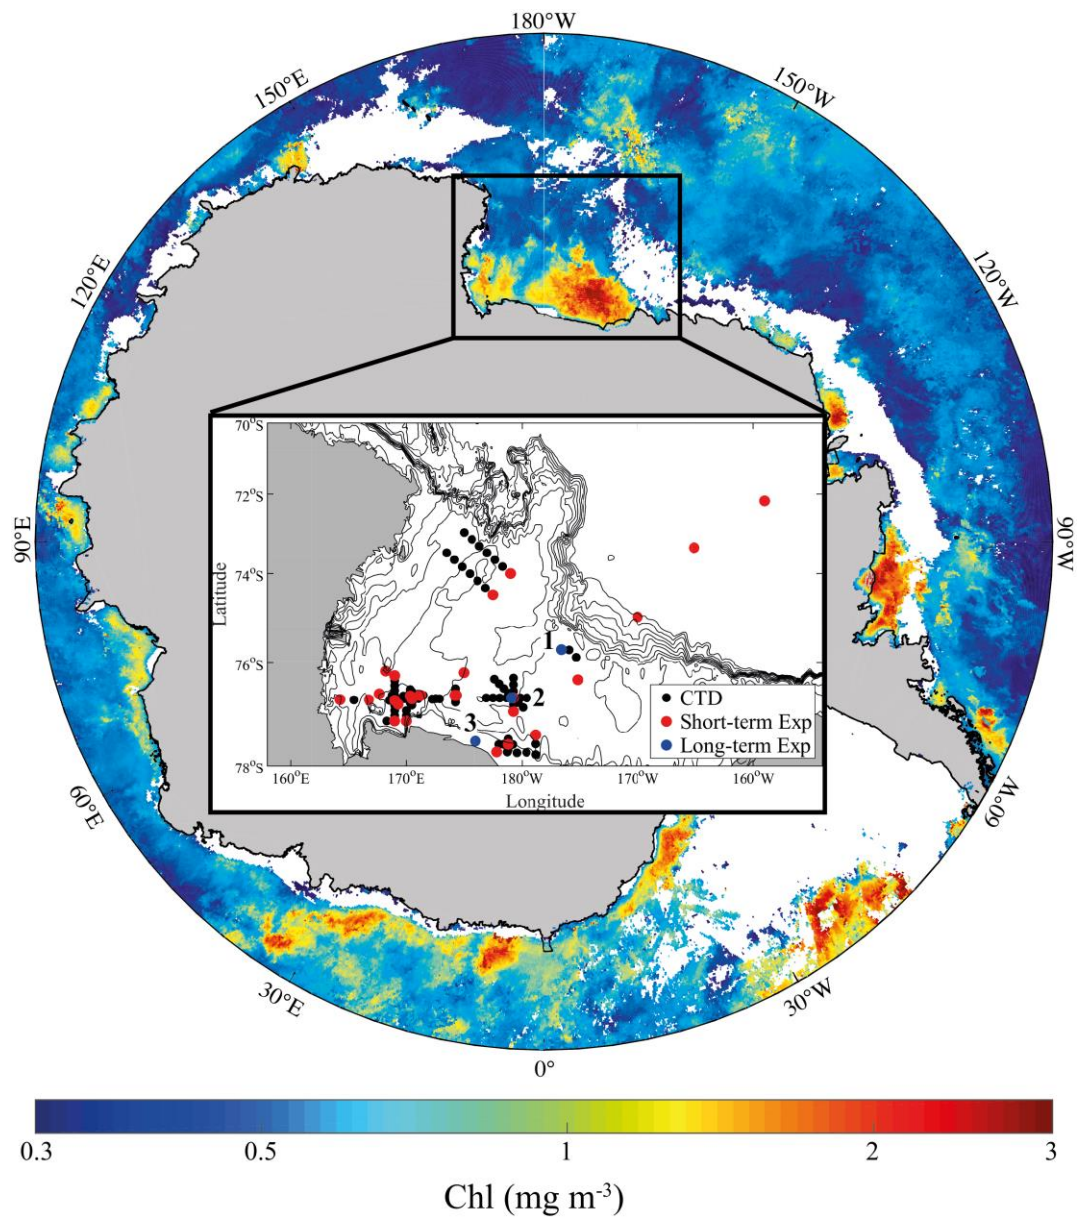 180°W
150°E
150°W
120°E
120°W
90°E
90°W
60°E
60°W
30°E
30°W
0°
70°S
72°S
74°S
76°S
78°S
Latitude
160°E
170°E
180°W
170°W
160°W
Longitude
1
2
3
CTD
Short-term Exp
Long-term Exp
0.3
0.5
1
2
3
Chl (mg m⁻³)